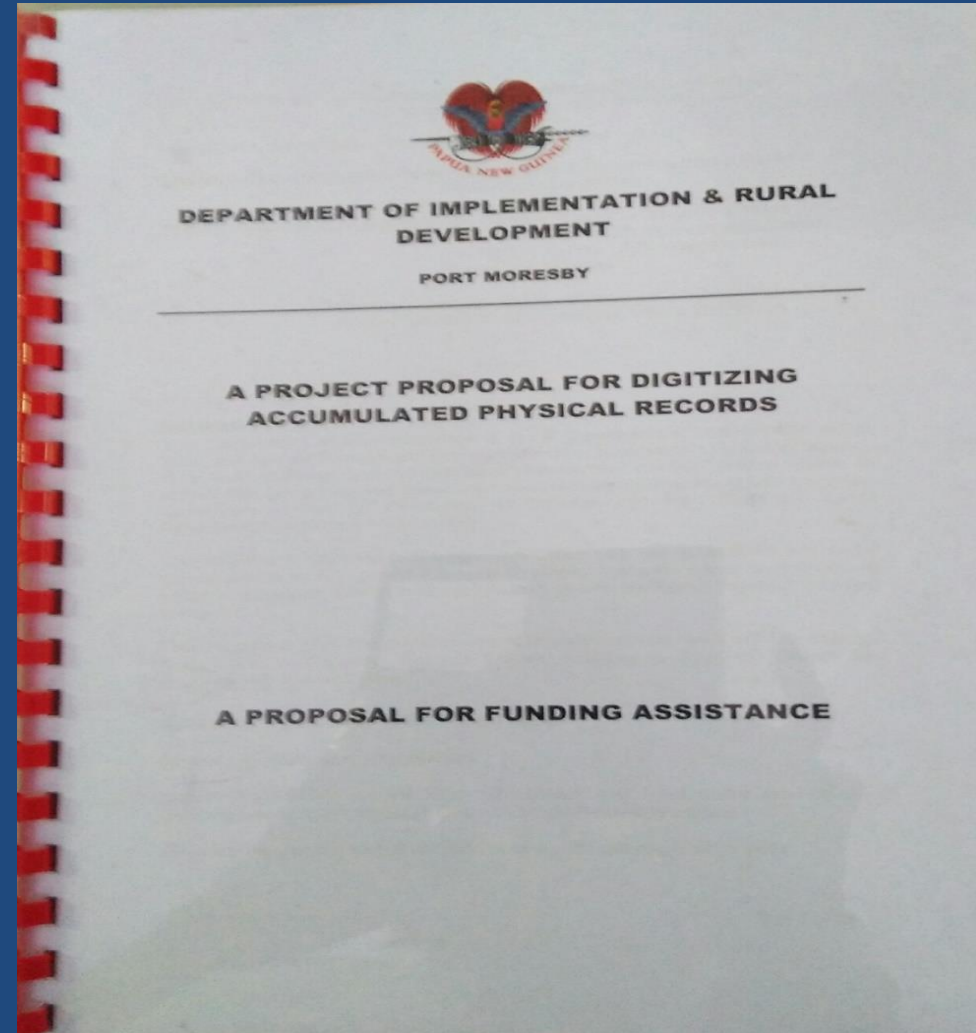 PAPUA NEW GUINEA
DEPARTMENT OF IMPLEMENTATION & RURAL
DEVELOPMENT
PORT MORESBY
A PROJECT PROPOSAL FOR DIGITIZING
ACCUMULATED PHYSICAL RECORDS
A PROPOSAL FOR FUNDING ASSISTANCE